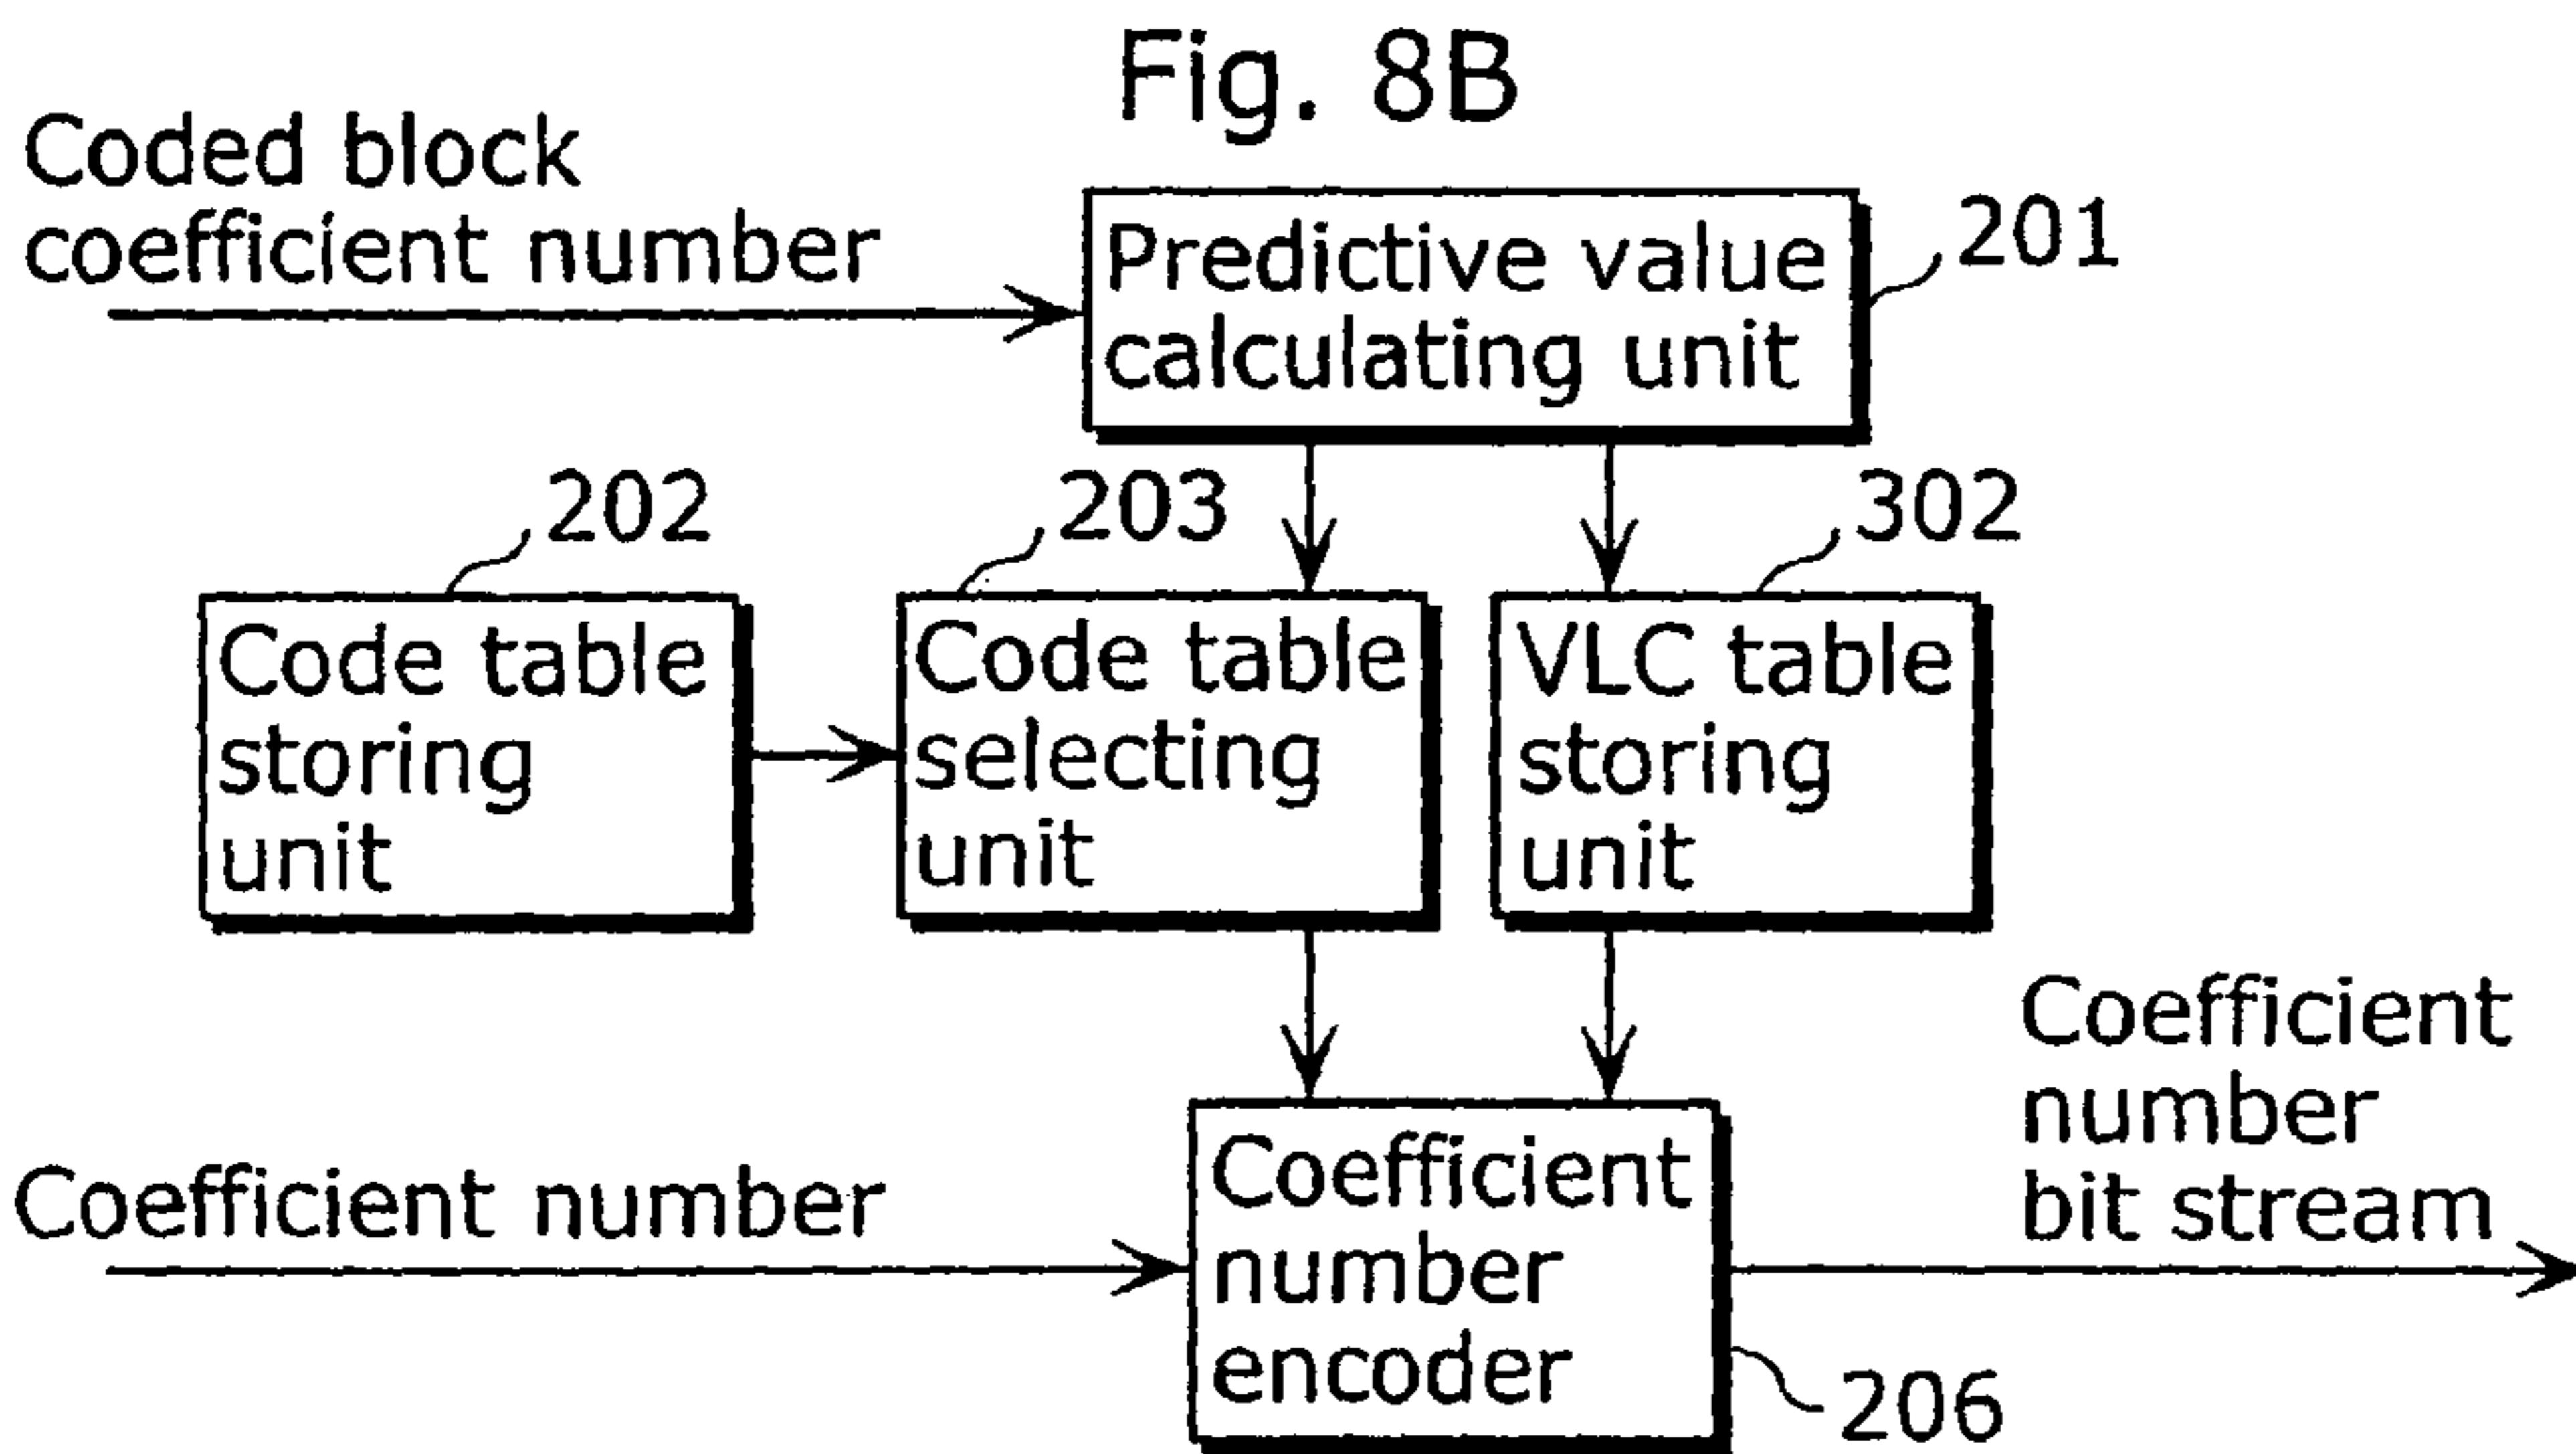 Fig. 8B
Coded block
coefficient number
Predictive value
calculating unit
201
202
203
302
Code table
storing
unit
Code table
selecting
unit
VLC table
storing
unit
Coefficient
number
bit stream
Coefficient number
Coefficient
number
encoder
206